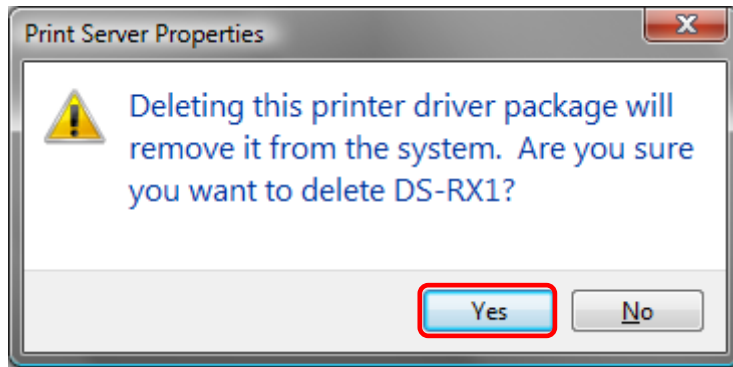 Print Server Properties
Deleting this printer driver package will
remove it from the system.  Are you sure
you want to delete DS-RX1?
Yes
No